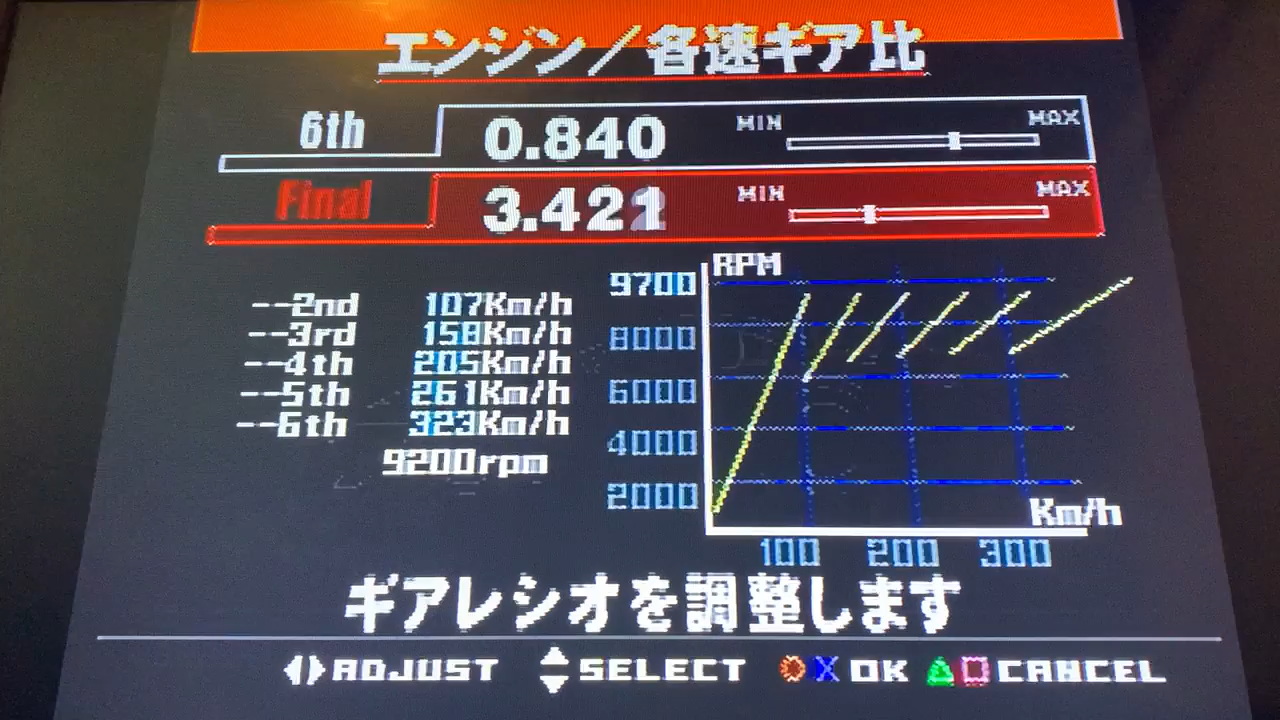 エンジン/各速ギア比
6th 0.840 MIN MAX
Final 3.421 MIN MAX
--2nd 107Km/h
--3rd 158Km/h
--4th 205Km/h
--5th 261Km/h
--6th 323Km/h
9200rpm
RPM
9700
8000
6000
4000
2000
Km/h
100 200 300
ギアレシオを調整します
ADJUST SELECT X OK CANCEL